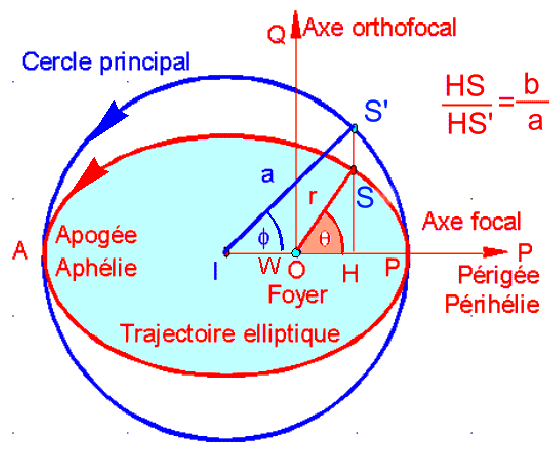 Q
Axe orthofocal
Cercle principal
HS
HS'
=
b
a
S'
a
r
S
Axe focal
A
Apogée
Aphélie
ϕ
θ
I
W
O
H
P
P
Foyer
Périgée
Périhélie
Trajectoire elliptique